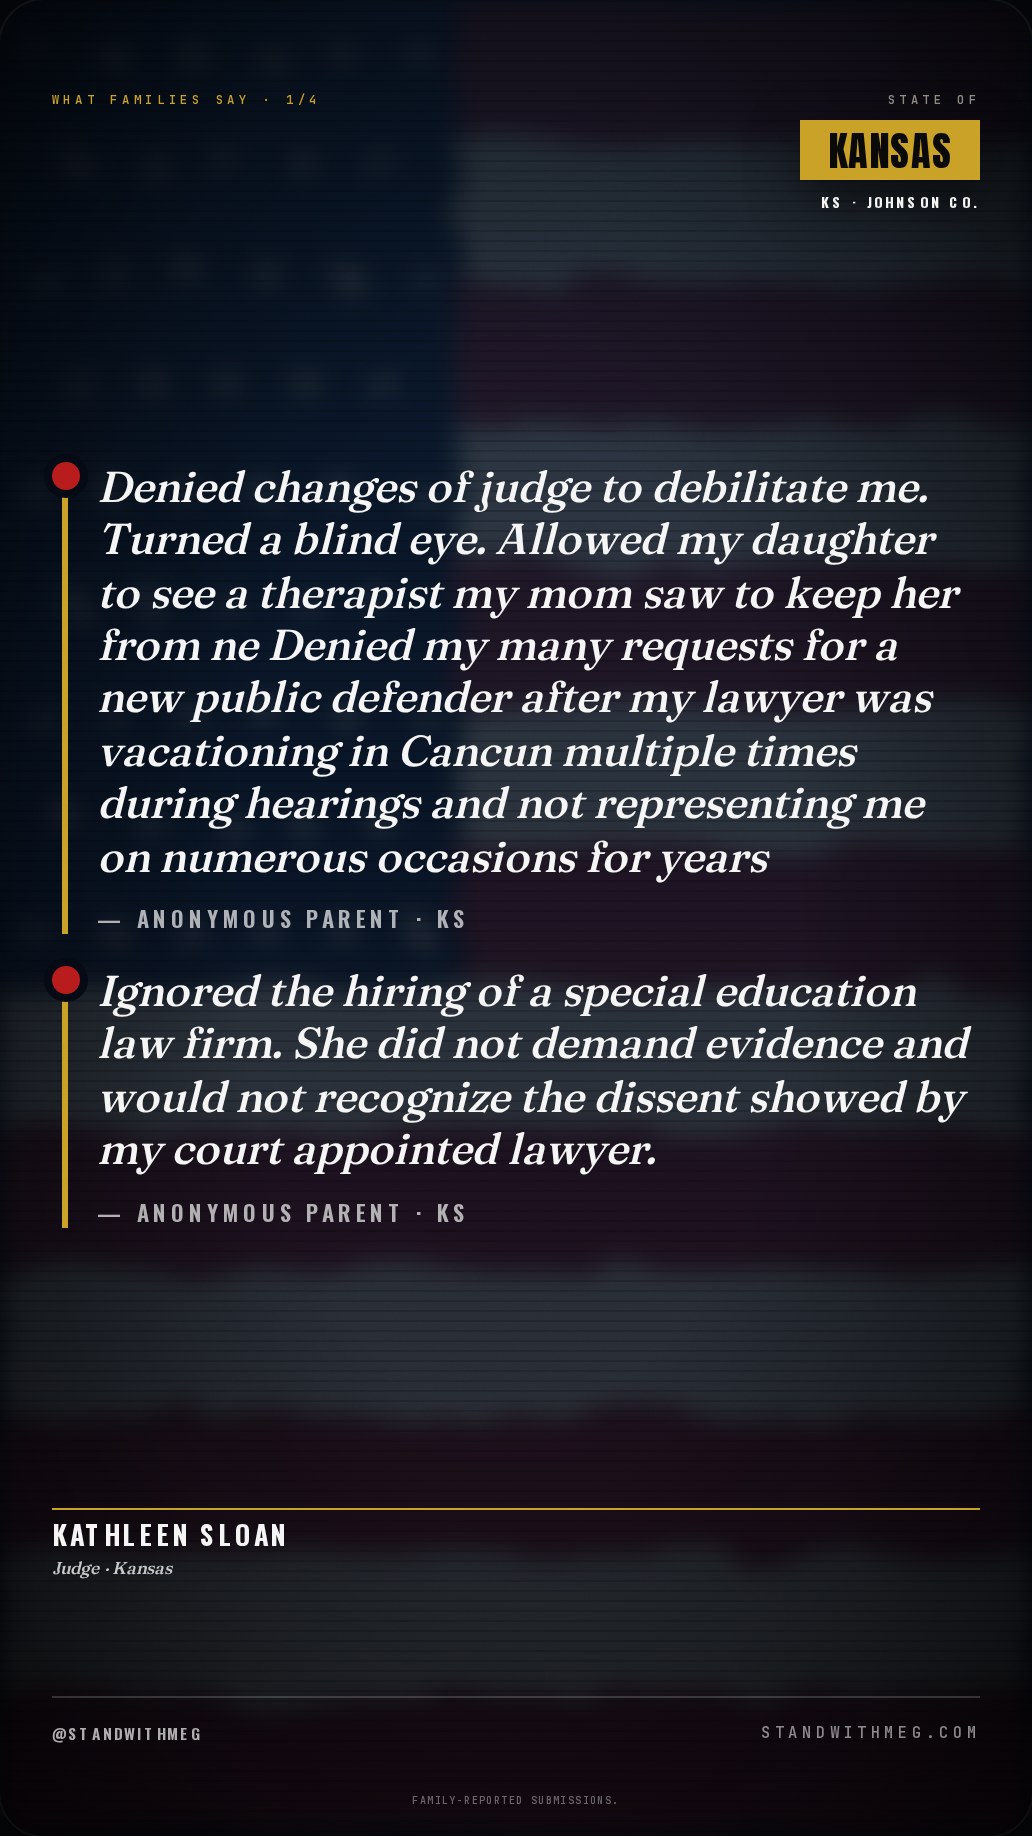 WHAT FAMILIES SAY · 1/4
STATE OF
KANSAS
KS · JOHNSON CO.
Denied changes of judge to debilitate me.
Turned a blind eye. Allowed my daughter
to see a therapist my mom saw to keep her
from ne Denied my many requests for a
new public defender after my lawyer was
vacationing in Cancun multiple times
during hearings and not representing me
on numerous occasions for years
— ANONYMOUS PARENT · KS
Ignored the hiring of a special education
law firm. She did not demand evidence and
would not recognize the dissent showed by
my court appointed lawyer.
— ANONYMOUS PARENT · KS
KATHLEEN SLOAN
Judge · Kansas
@STANDWITHMEG
STANDWITHMEG.COM
FAMILY-REPORTED SUBMISSIONS.